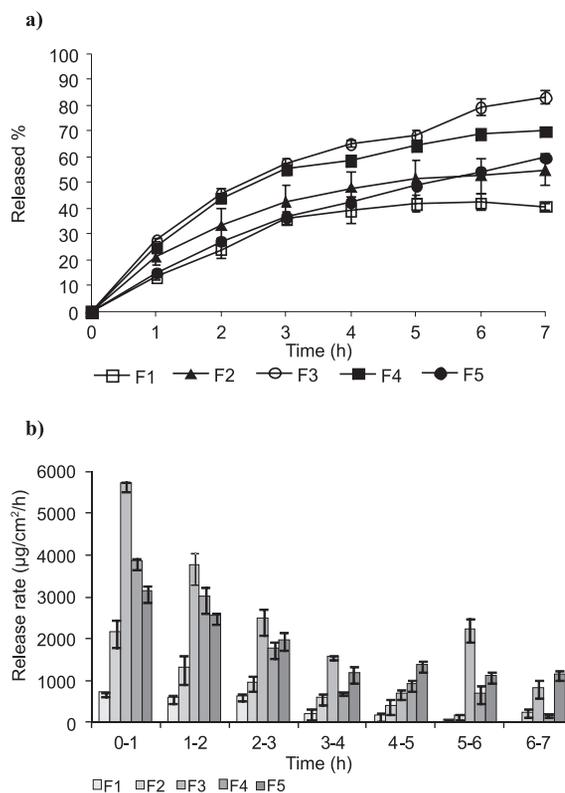 a)
100
90
80
70
60
50
40
30
20
10
0
Released %
0 1 2 3 4 5 6 7
Time (h)
F1 F2 F3 F4 F5
b)
6000
5000
4000
3000
2000
1000
0
Release rate (µg/cm²/h)
0-1 1-2 2-3 3-4 4-5 5-6 6-7
Time (h)
F1 F2 F3 F4 F5